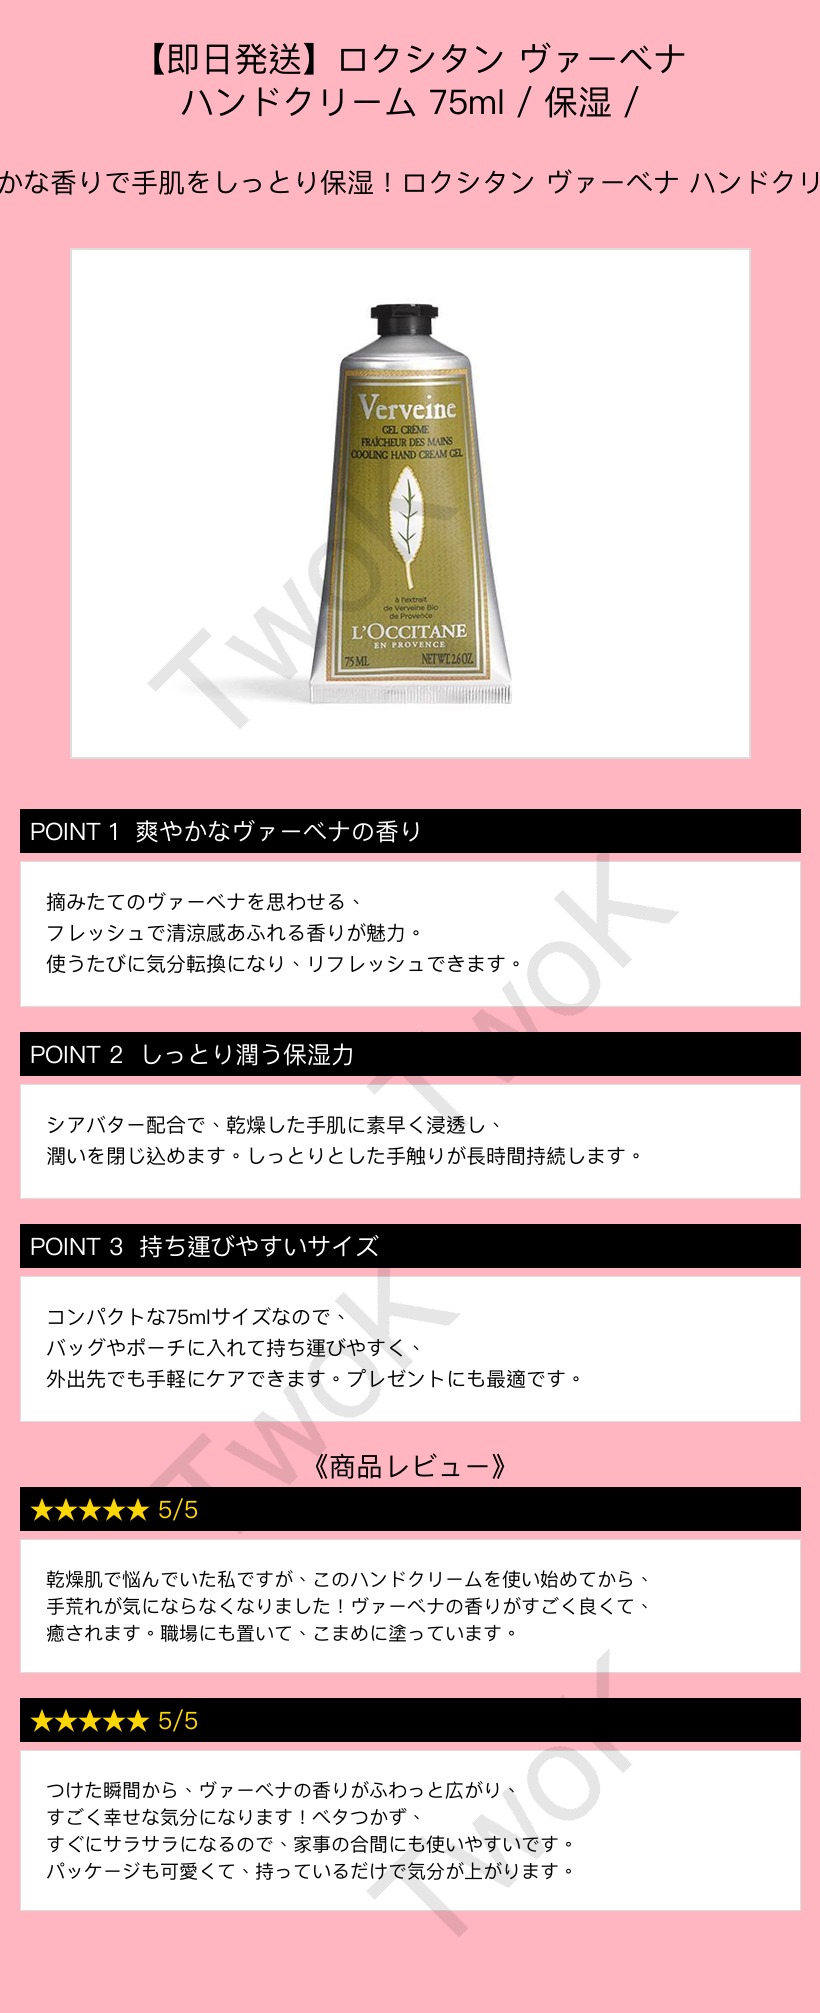 【即日発送】ロクシタン ヴァーベナ
ハンドクリーム 75ml / 保湿 /
かな香りで手肌をしっとり保湿！ロクシタン ヴァーベナ ハンドクリ
Verveine
GEL CRÈME
FRAÎCHEUR DES MAINS
COOLING HAND CREAM GEL
à l'extrait
de Verveine Bio
de Provence
L'OCCITANE
EN PROVENCE
75 ML NET WT. 2.6 OZ.
TwoK
POINT 1 爽やかなヴァーベナの香り
摘みたてのヴァーベナを思わせる、
フレッシュで清涼感あふれる香りが魅力。
使うたびに気分転換になり、リフレッシュできます。
TwoK
POINT 2 しっとり潤う保湿力
シアバター配合で、乾燥した手肌に素早く浸透し、
潤いを閉じ込めます。しっとりとした手触りが長時間持続します。
POINT 3 持ち運びやすいサイズ
コンパクトな75mlサイズなので、
バッグやポーチに入れて持ち運びやすく、
外出先でも手軽にケアできます。プレゼントにも最適です。
TwoK
《商品レビュー》
★★★★★ 5/5
乾燥肌で悩んでいた私ですが、このハンドクリームを使い始めてから、
手荒れが気にならなくなりました！ヴァーベナの香りがすごく良くて、
癒されます。職場にも置いて、こまめに塗っています。
★★★★★ 5/5
つけた瞬間から、ヴァーベナの香りがふわっと広がり、
すごく幸せな気分になります！ベタつかず、
すぐにサラサラになるので、家事の合間にも使いやすいです。
パッケージも可愛くて、持っているだけで気分が上がります。
TwoK